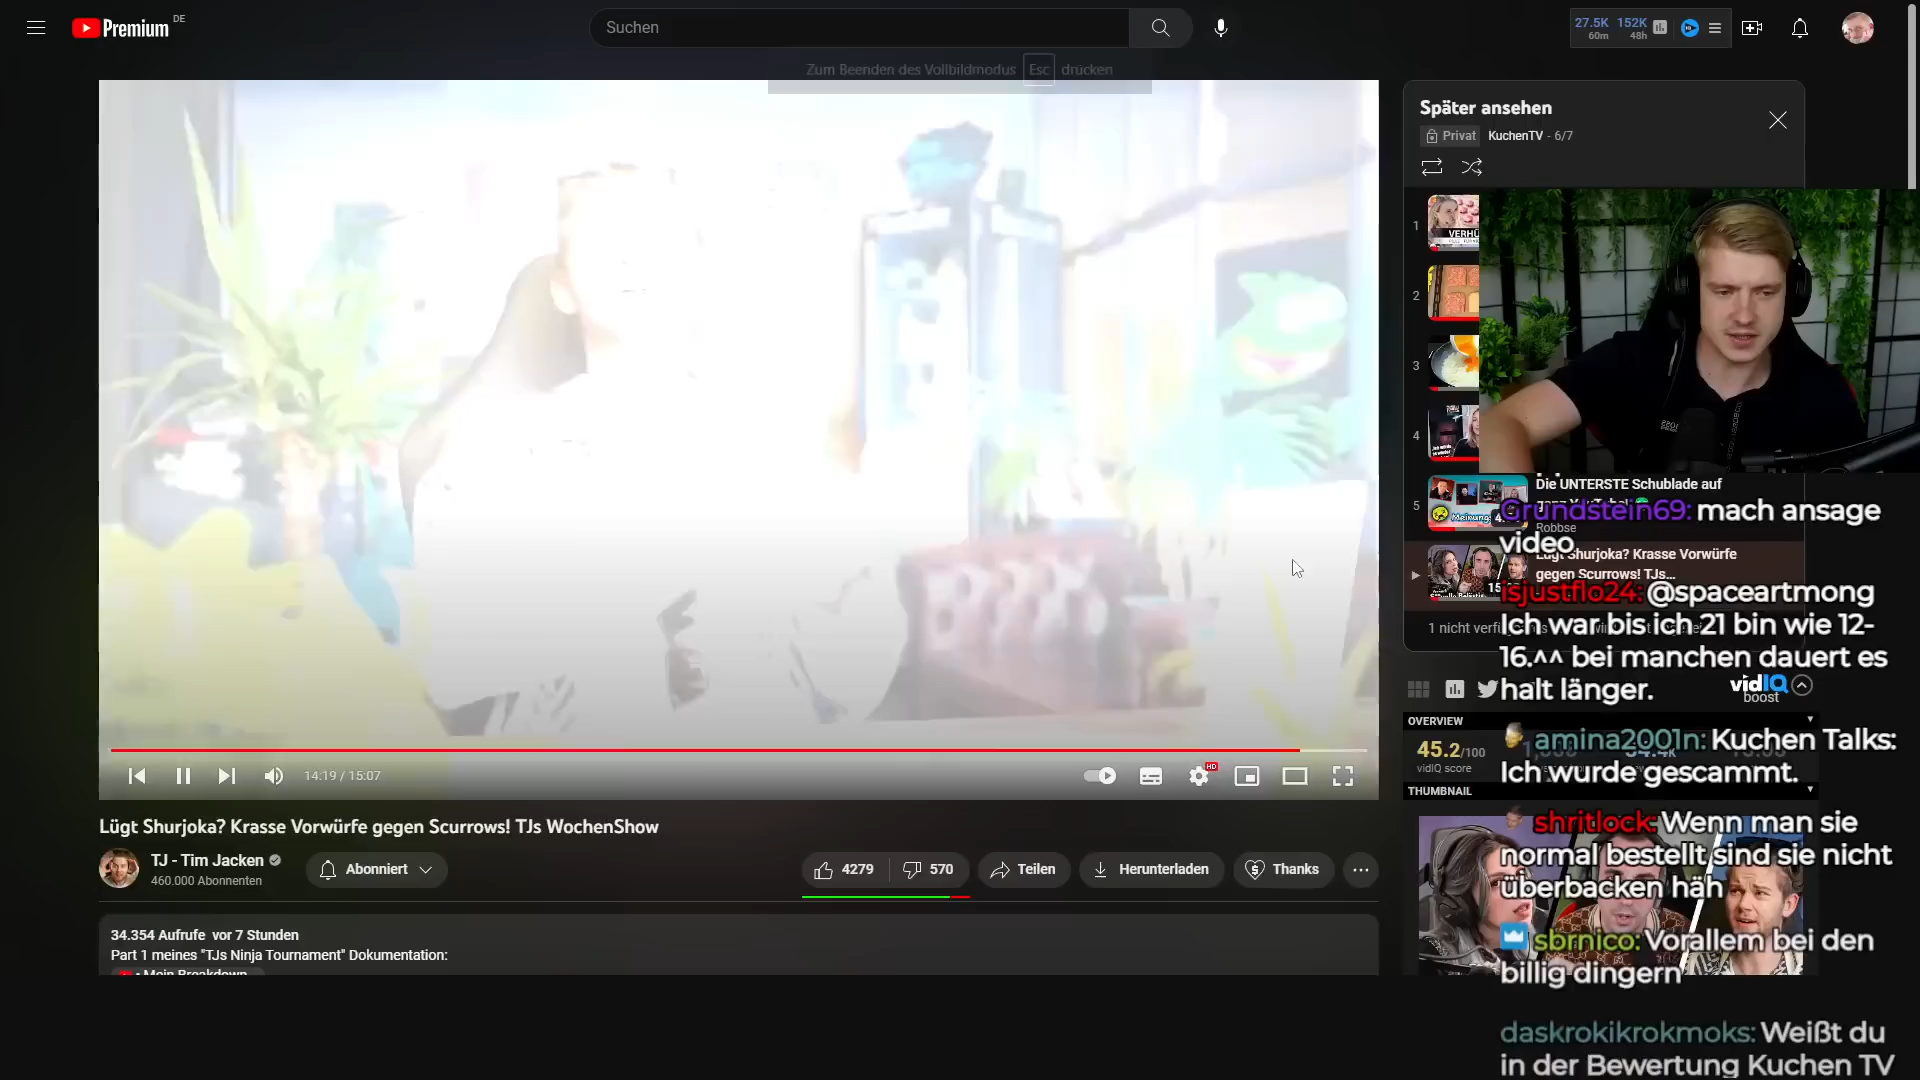 Premium DE
Suchen
27.5K 152K
60m 48h
Zum Beenden des Vollbildmodus Esc drücken
Später ansehen
Privat KuchenTV - 6/7
1
VERHÜ
2
3
4
5
Die UNTERSTE Schublade auf
Robbse
Lügt Shurjoka? Krasse Vorwürfe
gegen Scurrows! TJs...
Grundstein69: mach ansage
video
isjustflo24: @spaceartmong
Ich war bis ich 21 bin wie 12-
16.^^ bei manchen dauert es
halt länger.
vidIQ
boost
OVERVIEW
45.2/100
vidIQ score
THUMBNAIL
amina2001n: Kuchen Talks:
Ich wurde gescammt.
shritlock: Wenn man sie
normal bestellt sind sie nicht
überbacken häh
sbrnico: Vorallem bei den
billig dingern
daskrokikrokmoks: Weißt du
in der Bewertung Kuchen TV
14:19 / 15:07
HD
Lügt Shurjoka? Krasse Vorwürfe gegen Scurrows! TJs WochenShow
TJ - Tim Jacken
460.000 Abonnenten
Abonniert
4279 570 Teilen Herunterladen Thanks
34.354 Aufrufe vor 7 Stunden
Part 1 meines "TJs Ninja Tournament" Dokumentation:
• Mein Breakdown